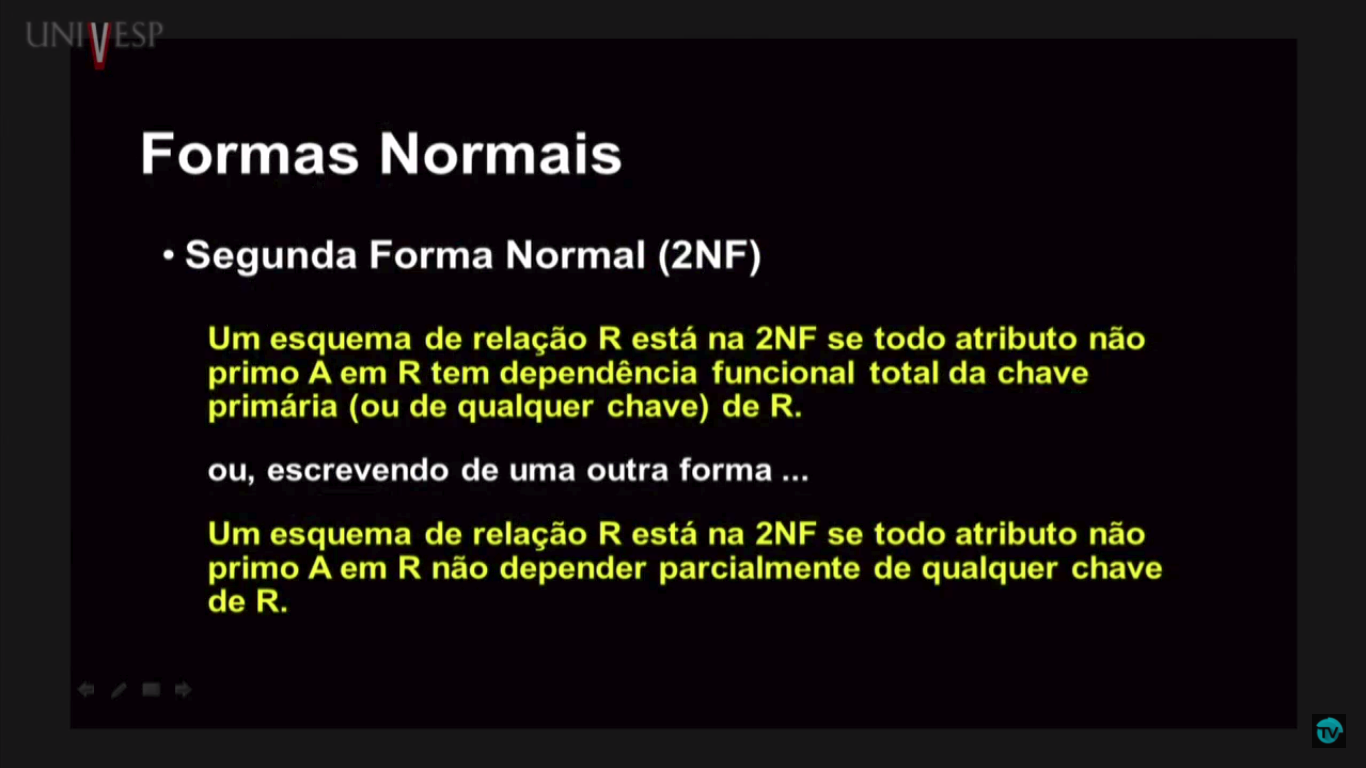 UNIVESP
Formas Normais
• Segunda Forma Normal (2NF)
Um esquema de relação R está na 2NF se todo atributo não
primo A em R tem dependência funcional total da chave
primária (ou de qualquer chave) de R.
ou, escrevendo de uma outra forma ...
Um esquema de relação R está na 2NF se todo atributo não
primo A em R não depender parcialmente de qualquer chave
de R.
TV